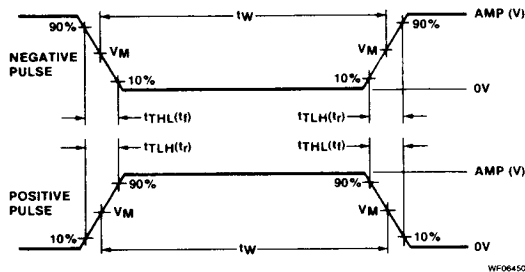 tW
AMP (V)
90%
90%
NEGATIVE
PULSE
VM
VM
10%
10%
0V
tTHL(tf)
tTLH(tr)
tTLH(tr)
tTHL(tf)
AMP (V)
90%
90%
POSITIVE
PULSE
VM
VM
10%
10%
0V
tW
WF06450